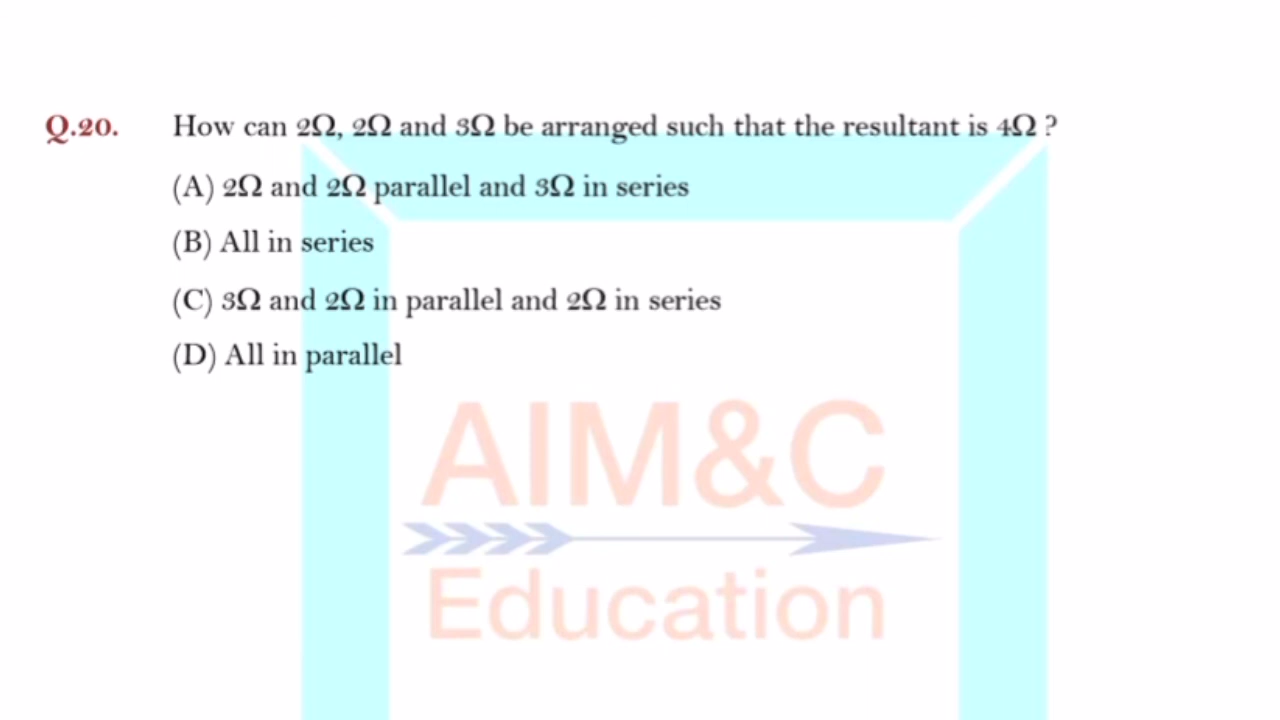 Q.20. How can 2Ω, 2Ω and 3Ω be arranged such that the resultant is 4Ω ?
(A) 2Ω and 2Ω parallel and 3Ω in series
(B) All in series
(C) 3Ω and 2Ω in parallel and 2Ω in series
(D) All in parallel
AIM&C
Education